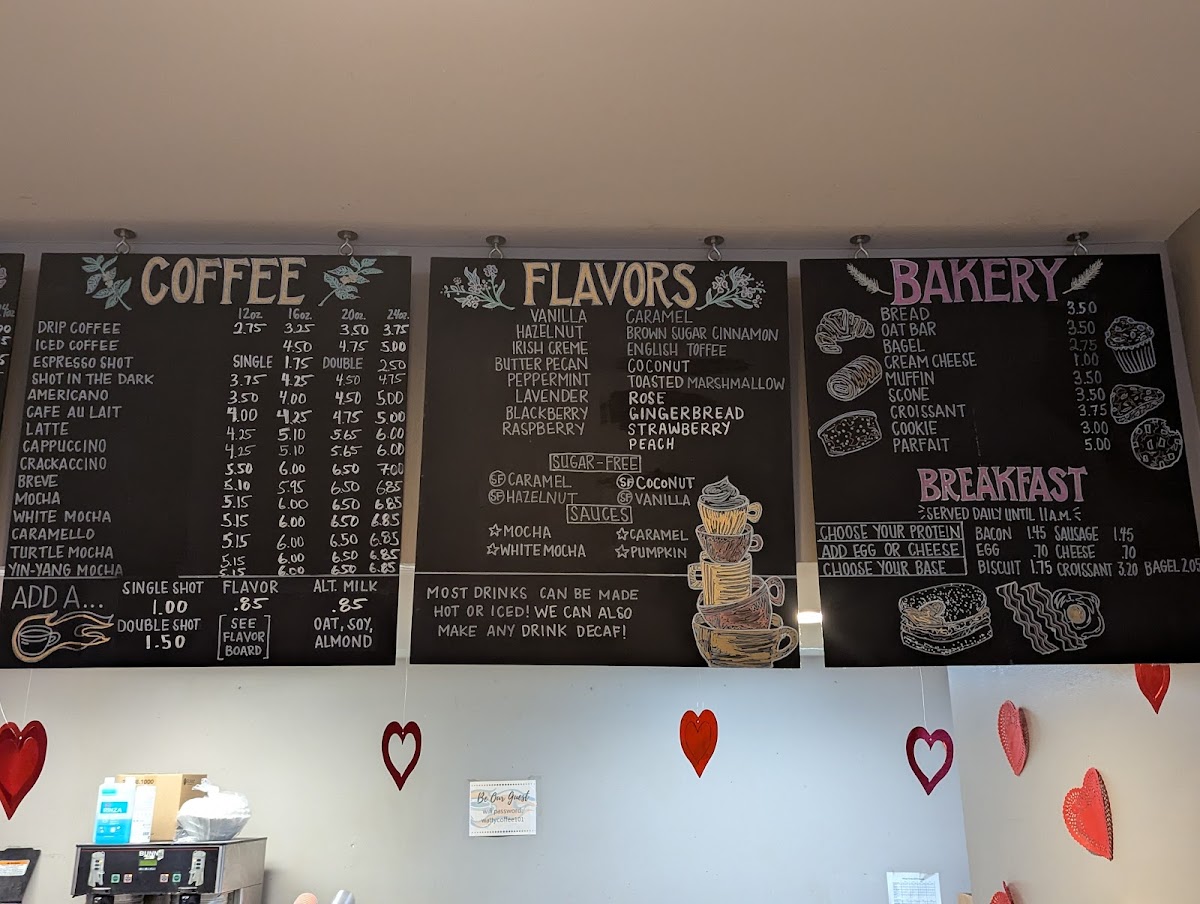 COFFEE
12oz. 16oz. 20oz. 24oz.
DRIP COFFEE 2.75 3.25 3.50 3.75
ICED COFFEE 4.50 4.75 5.00
ESPRESSO SHOT SINGLE 1.75 DOUBLE 2.50
SHOT IN THE DARK 3.75 4.25 4.50 4.75
AMERICANO 3.50 4.00 4.50 5.00
CAFE AU LAIT 4.00 4.25 4.75 5.00
LATTE 4.25 5.10 5.65 6.00
CAPPUCCINO 4.25 5.10 5.65 6.00
CRACKACCINO 5.50 6.00 6.50 7.00
BREVE 5.10 5.95 6.50 6.85
MOCHA 5.15 6.00 6.50 6.85
WHITE MOCHA 5.15 6.00 6.50 6.85
CARAMELLO 5.15 6.00 6.50 6.85
TURTLE MOCHA 5.15 6.00 6.50 6.85
YIN-YANG MOCHA 5.15 6.00 6.50 6.85
ADD A...
SINGLE SHOT
1.00
DOUBLE SHOT
1.50
FLAVOR
.85
[SEE
FLAVOR
BOARD]
ALT. MILK
.85
OAT, SOY,
ALMOND
FLAVORS
VANILLA CARAMEL
HAZELNUT BROWN SUGAR CINNAMON
IRISH CREME ENGLISH TOFFEE
BUTTER PECAN COCONUT
PEPPERMINT TOASTED MARSHMALLOW
LAVENDER ROSE
BLACKBERRY GINGERBREAD
RASPBERRY STRAWBERRY
PEACH
SUGAR-FREE
SF CARAMEL SF COCONUT
SF HAZELNUT SF VANILLA
SAUCES
☆MOCHA ☆CARAMEL
☆WHITE MOCHA ☆PUMPKIN
MOST DRINKS CAN BE MADE
HOT OR ICED! WE CAN ALSO
MAKE ANY DRINK DECAF!
BAKERY
BREAD 3.50
OAT BAR 3.50
BAGEL 2.75
CREAM CHEESE 1.00
MUFFIN 3.50
SCONE 3.50
CROISSANT 3.75
COOKIE 3.00
PARFAIT 5.00
BREAKFAST
SERVED DAILY UNTIL 11A.M.
CHOOSE YOUR PROTEIN BACON 1.45 SAUSAGE 1.45
ADD EGG OR CHEESE EGG .70 CHEESE .70
CHOOSE YOUR BASE BISCUIT 1.75 CROISSANT 3.20 BAGEL 2.05
Be Our Guest
wifi password:
BUNN